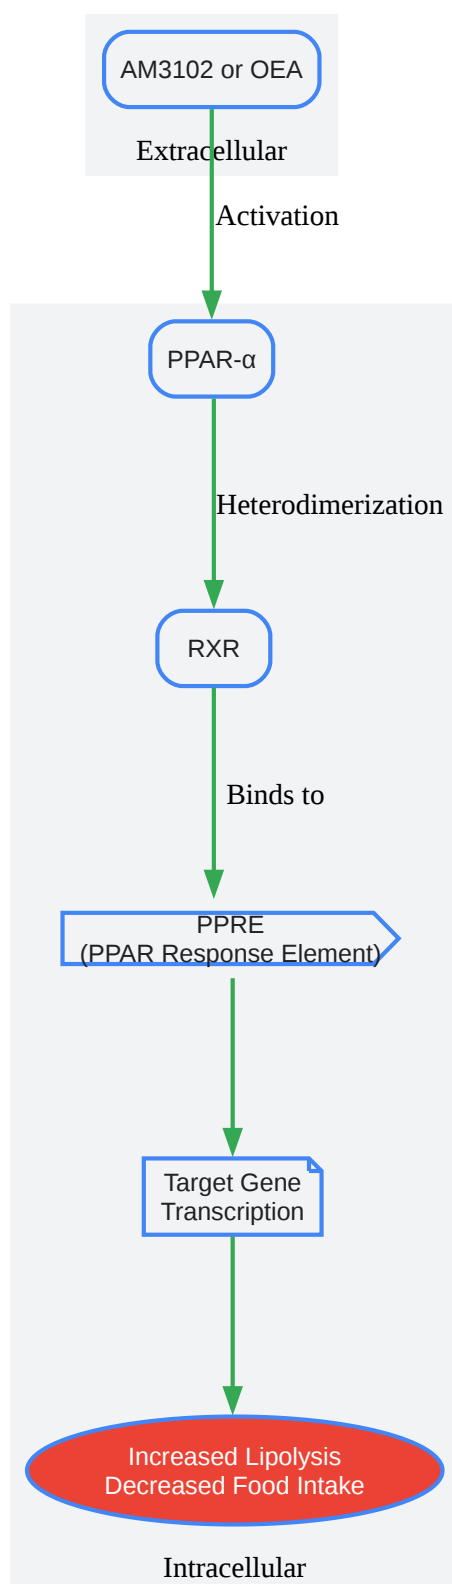 AM3102 or OEA
Extracellular
Activation
PPAR-α
Heterodimerization
RXR
Binds to
PPRE
(PPAR Response Element)
Target Gene
Transcription
Increased Lipolysis
Decreased Food Intake
Intracellular